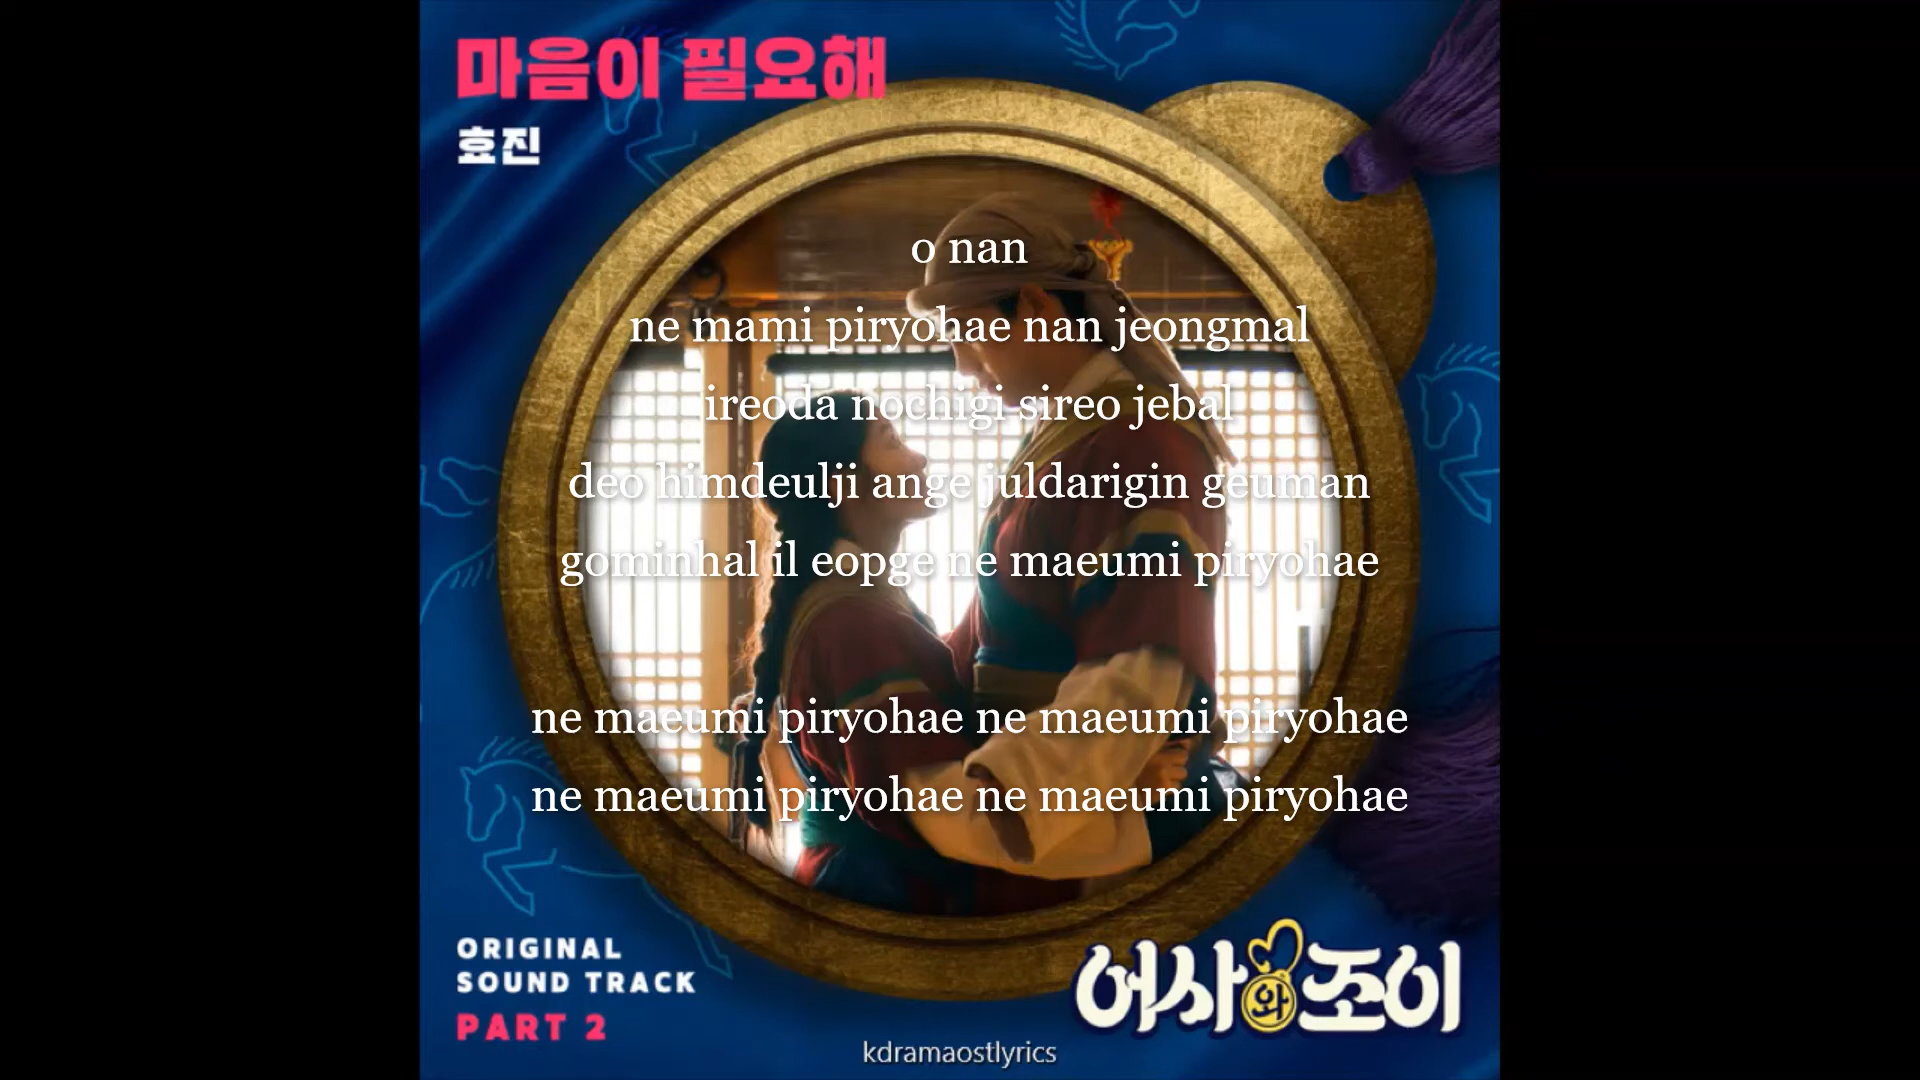 마음이 필요해
효진
o nan
ne mami piryohae nan jeongmal
ireoda nochigi sireo jebal
deo himdeulji ange juldarigin geuman
gominhal il eopge ne maeumi piryohae
ne maeumi piryohae ne maeumi piryohae
ne maeumi piryohae ne maeumi piryohae
ORIGINAL
SOUND TRACK
PART 2
어사와조이
kdramaostlyrics